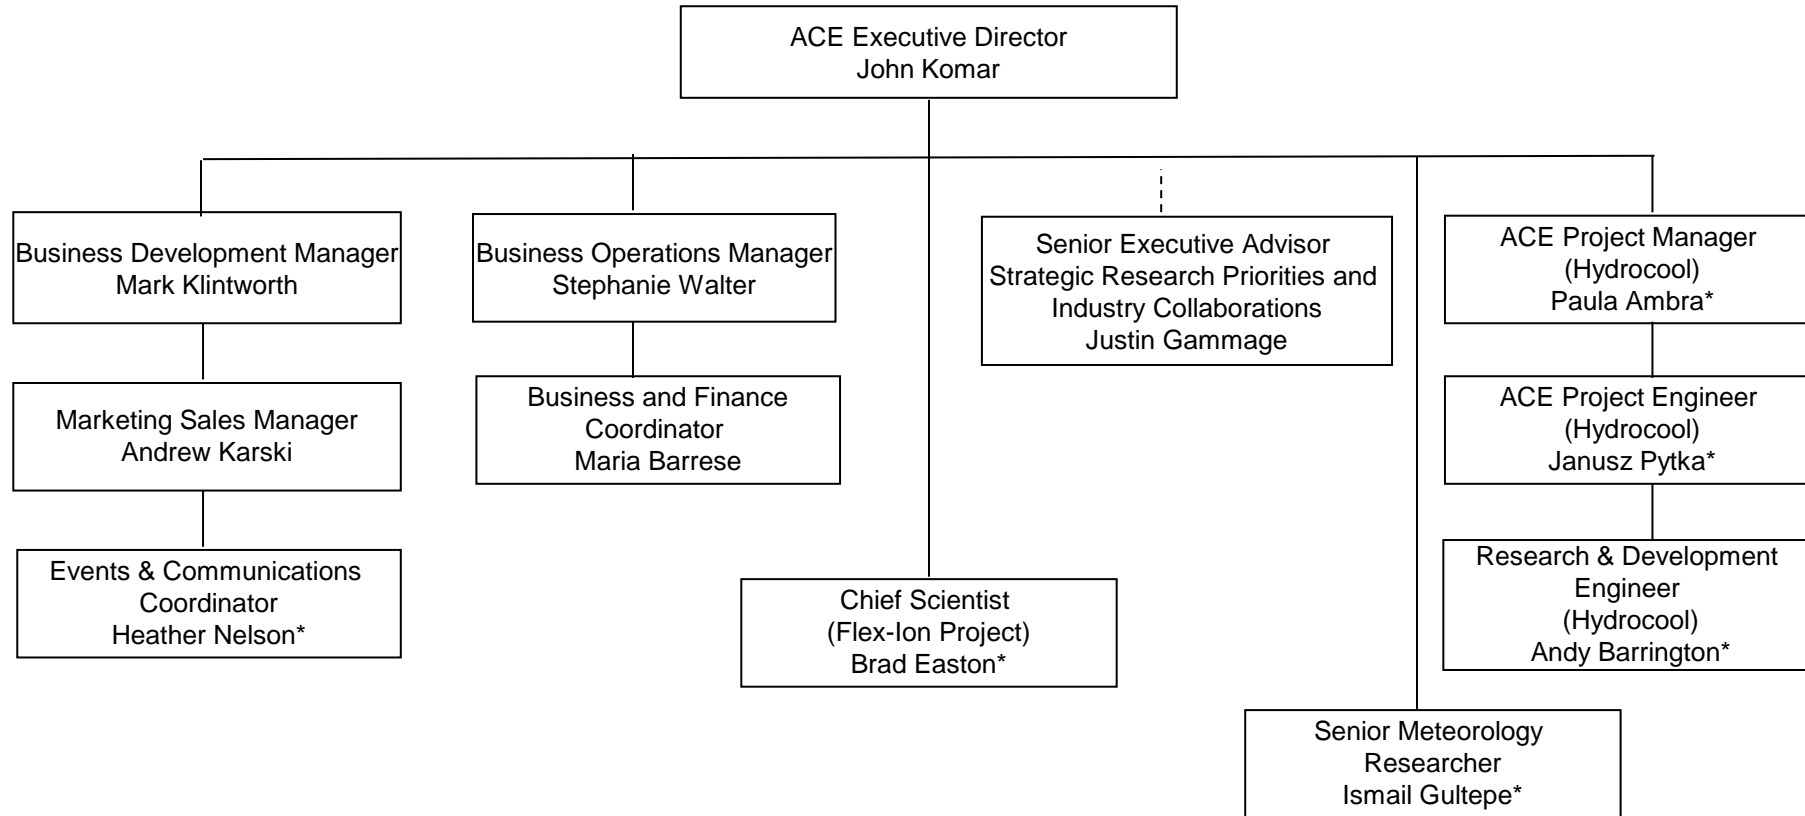 ACE Executive Director
John Komar
Business Development Manager
Mark Klintworth
Business Operations Manager
Stephanie Walter
Senior Executive Advisor
Strategic Research Priorities and
Industry Collaborations
Justin Gammage
ACE Project Manager
(Hydrocool)
Paula Ambra*
Marketing Sales Manager
Andrew Karski
Business and Finance
Coordinator
Maria Barrese
ACE Project Engineer
(Hydrocool)
Janusz Pytka*
Events & Communications
Coordinator
Heather Nelson*
Chief Scientist
(Flex-Ion Project)
Brad Easton*
Research & Development
Engineer
(Hydrocool)
Andy Barrington*
Senior Meteorology
Researcher
Ismail Gultepe*